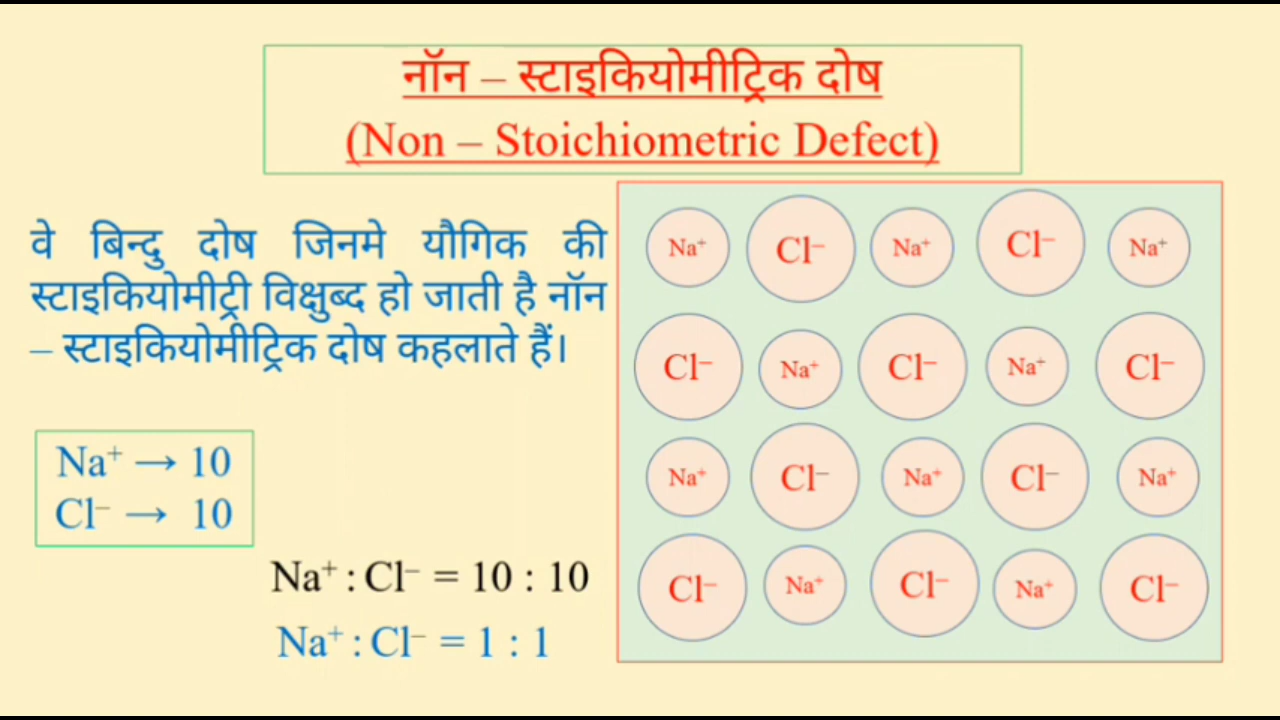 नॉन – स्टाइकियोमीट्रिक दोष
(Non – Stoichiometric Defect)
वे बिन्दु दोष जिनमे यौगिक की
स्टाइकियोमीट्री विक्षुब्द हो जाती है नॉन
– स्टाइकियोमीट्रिक दोष कहलाते हैं।
Na⁺ → 10
Cl⁻ → 10
Na⁺ : Cl⁻ = 10 : 10
Na⁺ : Cl⁻ = 1 : 1
Na⁺ Cl⁻ Na⁺ Cl⁻ Na⁺
Cl⁻ Na⁺ Cl⁻ Na⁺ Cl⁻
Na⁺ Cl⁻ Na⁺ Cl⁻ Na⁺
Cl⁻ Na⁺ Cl⁻ Na⁺ Cl⁻